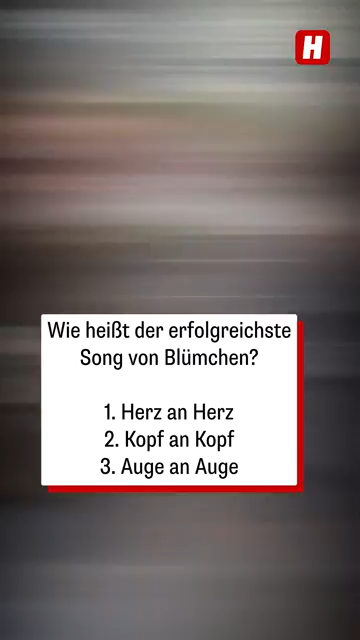 H
Wie heißt der erfolgreichste
Song von Blümchen?
1. Herz an Herz
2. Kopf an Kopf
3. Auge an Auge